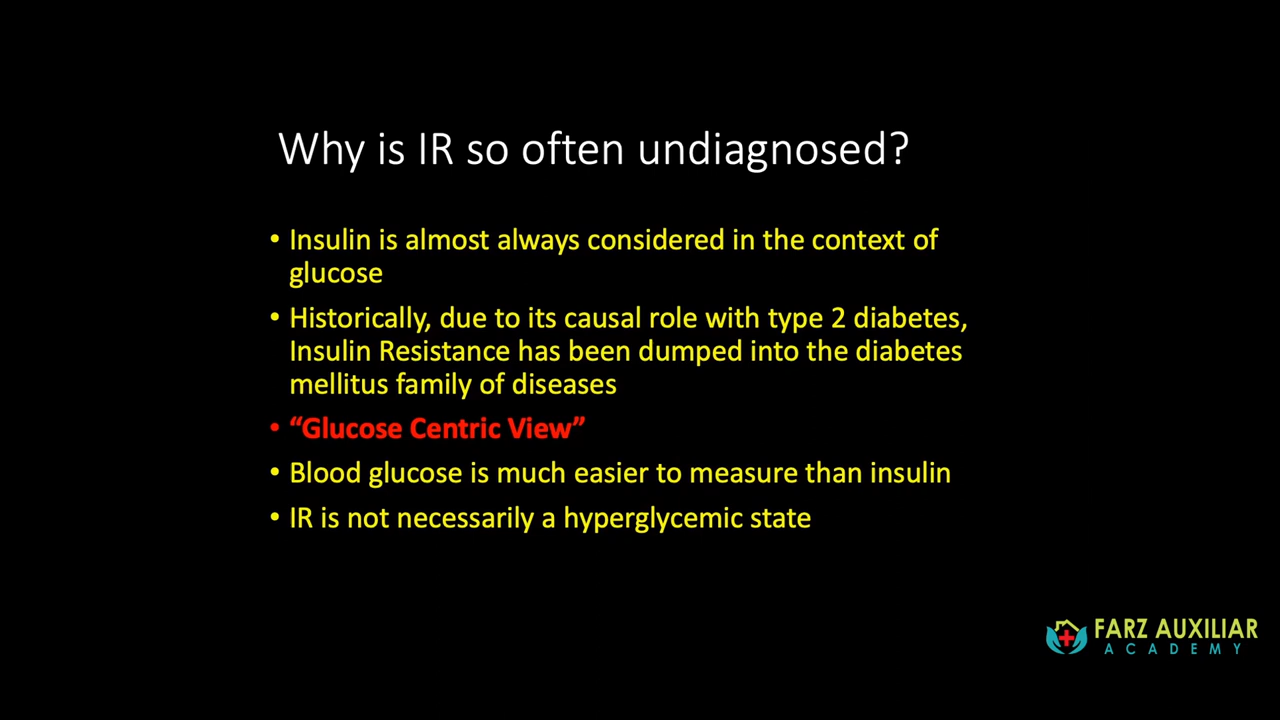 Why is IR so often undiagnosed?
• Insulin is almost always considered in the context of
glucose
• Historically, due to its causal role with type 2 diabetes,
Insulin Resistance has been dumped into the diabetes
mellitus family of diseases
• “Glucose Centric View”
• Blood glucose is much easier to measure than insulin
• IR is not necessarily a hyperglycemic state
FARZ AUXILIAR
ACADEMY